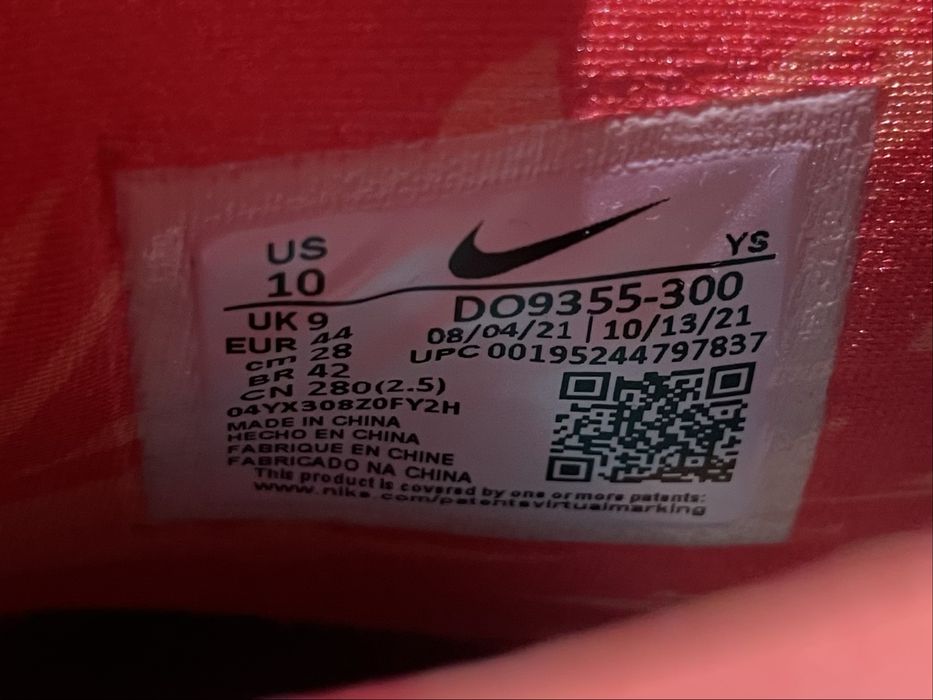 US
10
YS
UK 9
EUR 44
cm 28
BR 42
CN 280(2.5)
04YX308Z0FY2H
MADE IN CHINA
HECHO EN CHINA
FABRIQUE EN CHINE
FABRICADO NA CHINA
DO9355-300
08/04/21 | 10/13/21
UPC 00195244797837
This product is covered by one or more patents:
www.nike.com/patentsvirtualmarking